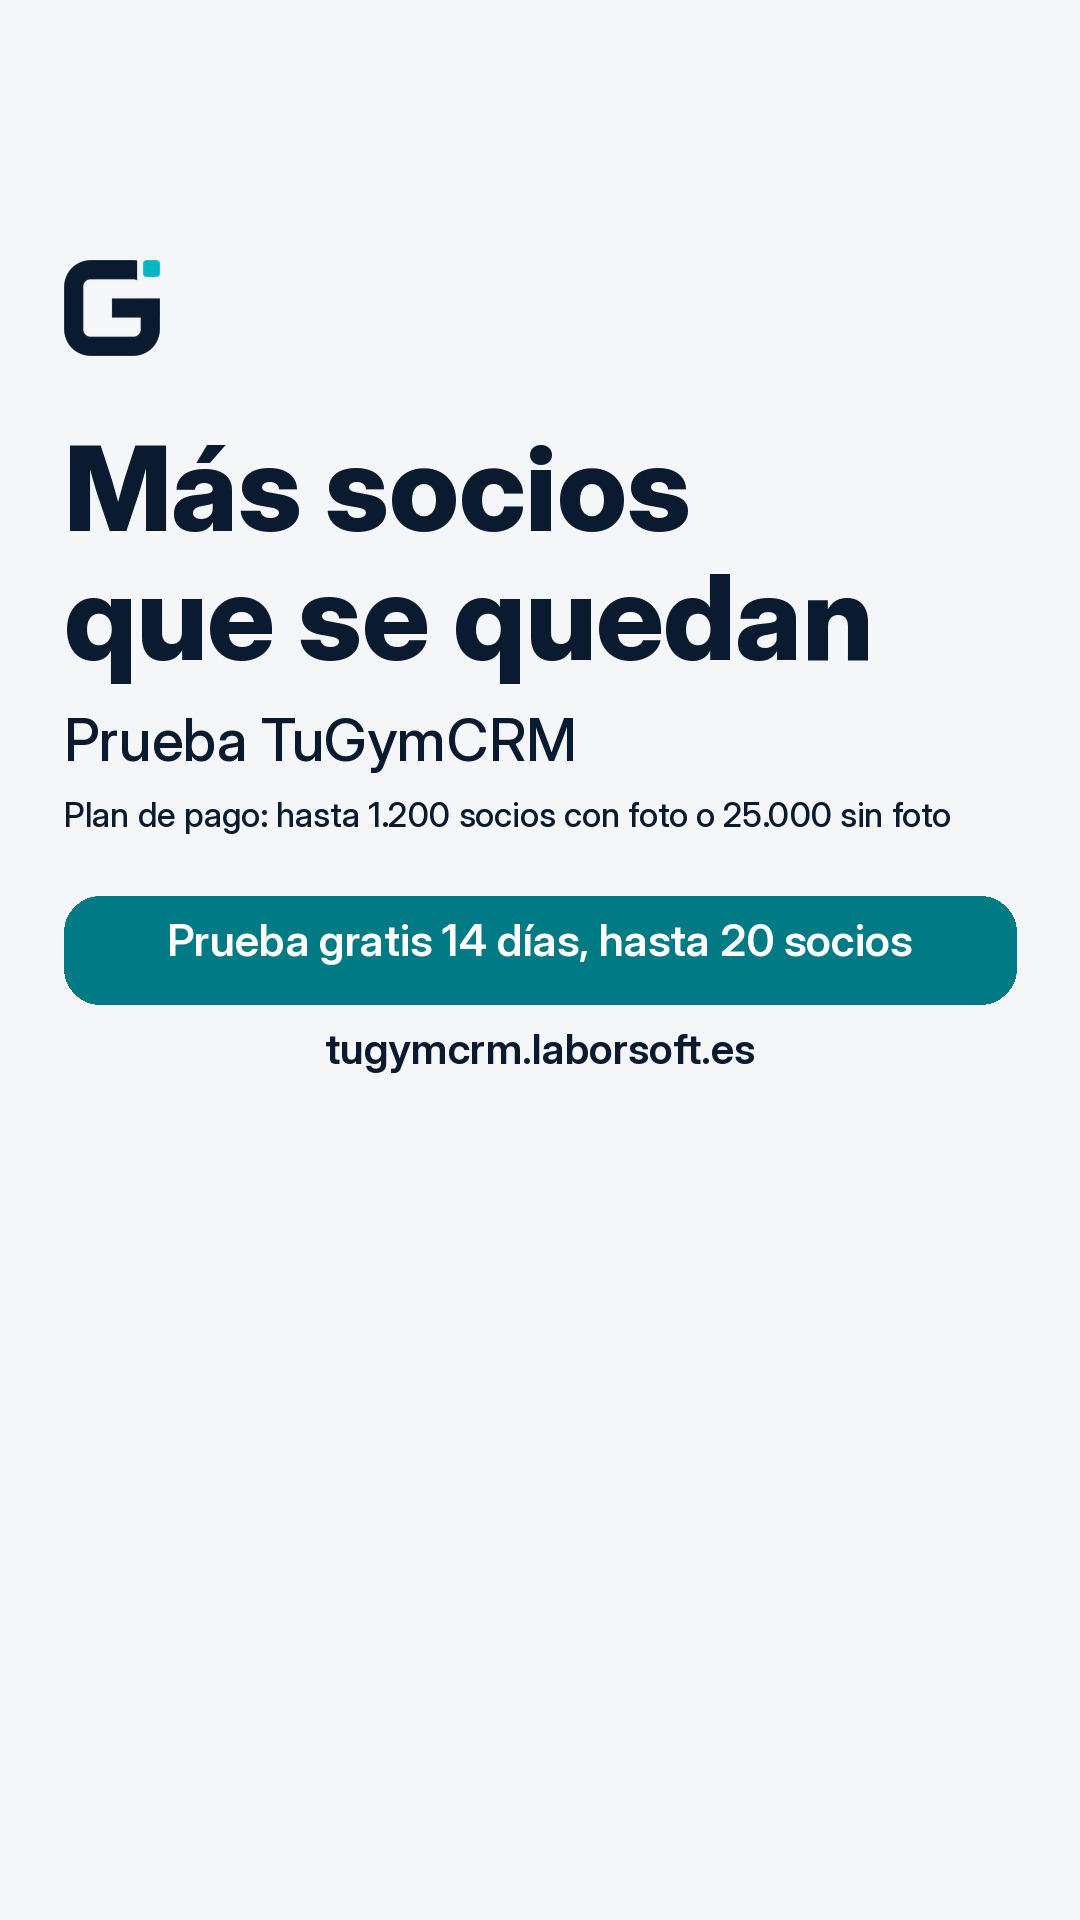 Más socios
que se quedan
Prueba TuGymCRM
Plan de pago: hasta 1.200 socios con foto o 25.000 sin foto
Prueba gratis 14 días, hasta 20 socios
tugymcrm.laborsoft.es